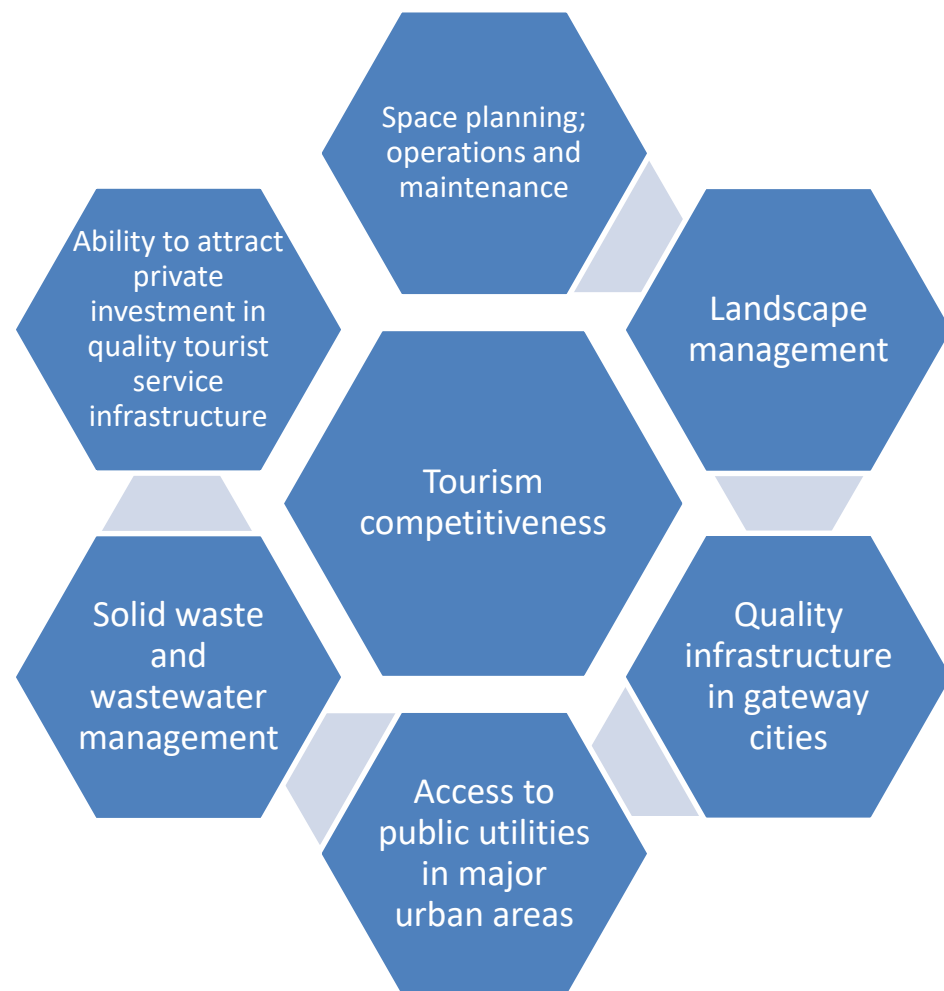 Space planning;
operations and
maintenance
Landscape
management
Quality
infrastructure
in gateway
cities
Access to
public utilities
in major
urban areas
Solid waste
and
wastewater
management
Ability to attract
private
investment in
quality tourist
service
infrastructure
Tourism
competitiveness